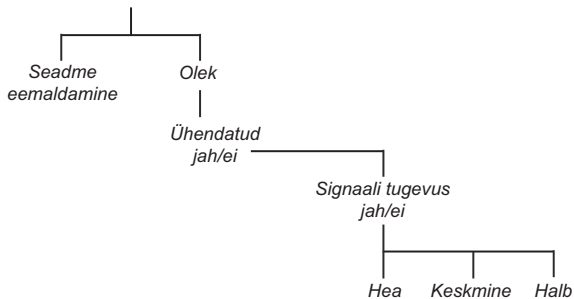 Seadme
eemaldamine
Olek
Ühendatud
jah/ei
Signaali tugevus
jah/ei
Hea
Keskmine
Halb